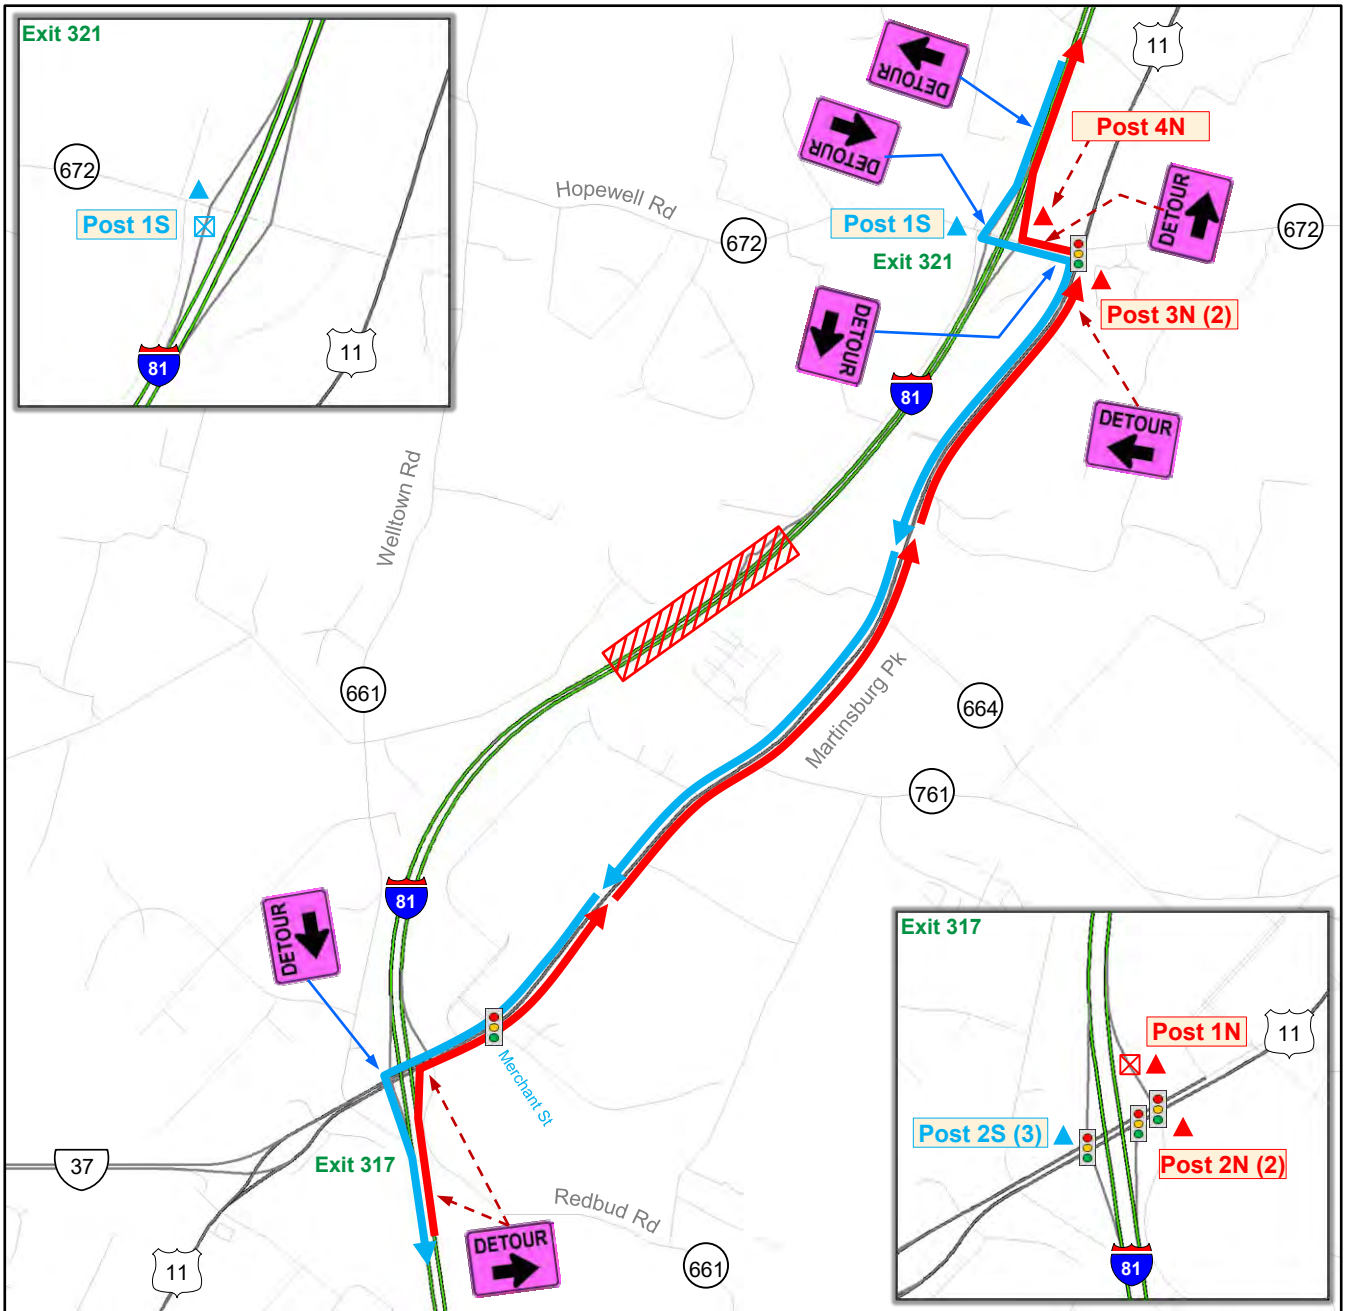 Exit 321
672
Post 1S
11
81
11
DETOUR
DETOUR
Post 4N
DETOUR
Hopewell Rd
672
Post 1S
Exit 321
672
DETOUR
Post 3N (2)
81
DETOUR
Welltown Rd
661
Martinsburg Pk
664
761
81
DETOUR
Merchant St
37
Exit 317
11
DETOUR
Redbud Rd
661
Exit 317
Post 1N
11
Post 2S (3)
Post 2N (2)
81